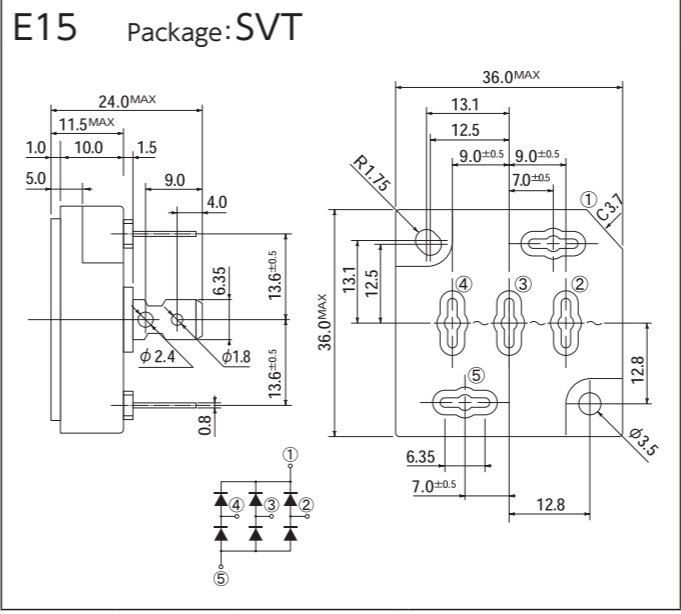 E15 Package:SVT
24.0MAX
11.5MAX
1.0 10.0 1.5
5.0 9.0
4.0
6.35
13.6±0.5
13.6±0.5
φ2.4 φ1.8
0.8
36.0MAX
13.1
12.5
9.0±0.5 9.0±0.5
7.0±0.5
R1.75
① C3.7
13.1
12.5
36.0MAX
④ ③ ②
⑤
12.8
φ3.5
6.35
7.0±0.5
12.8
①
④ ③ ②
⑤